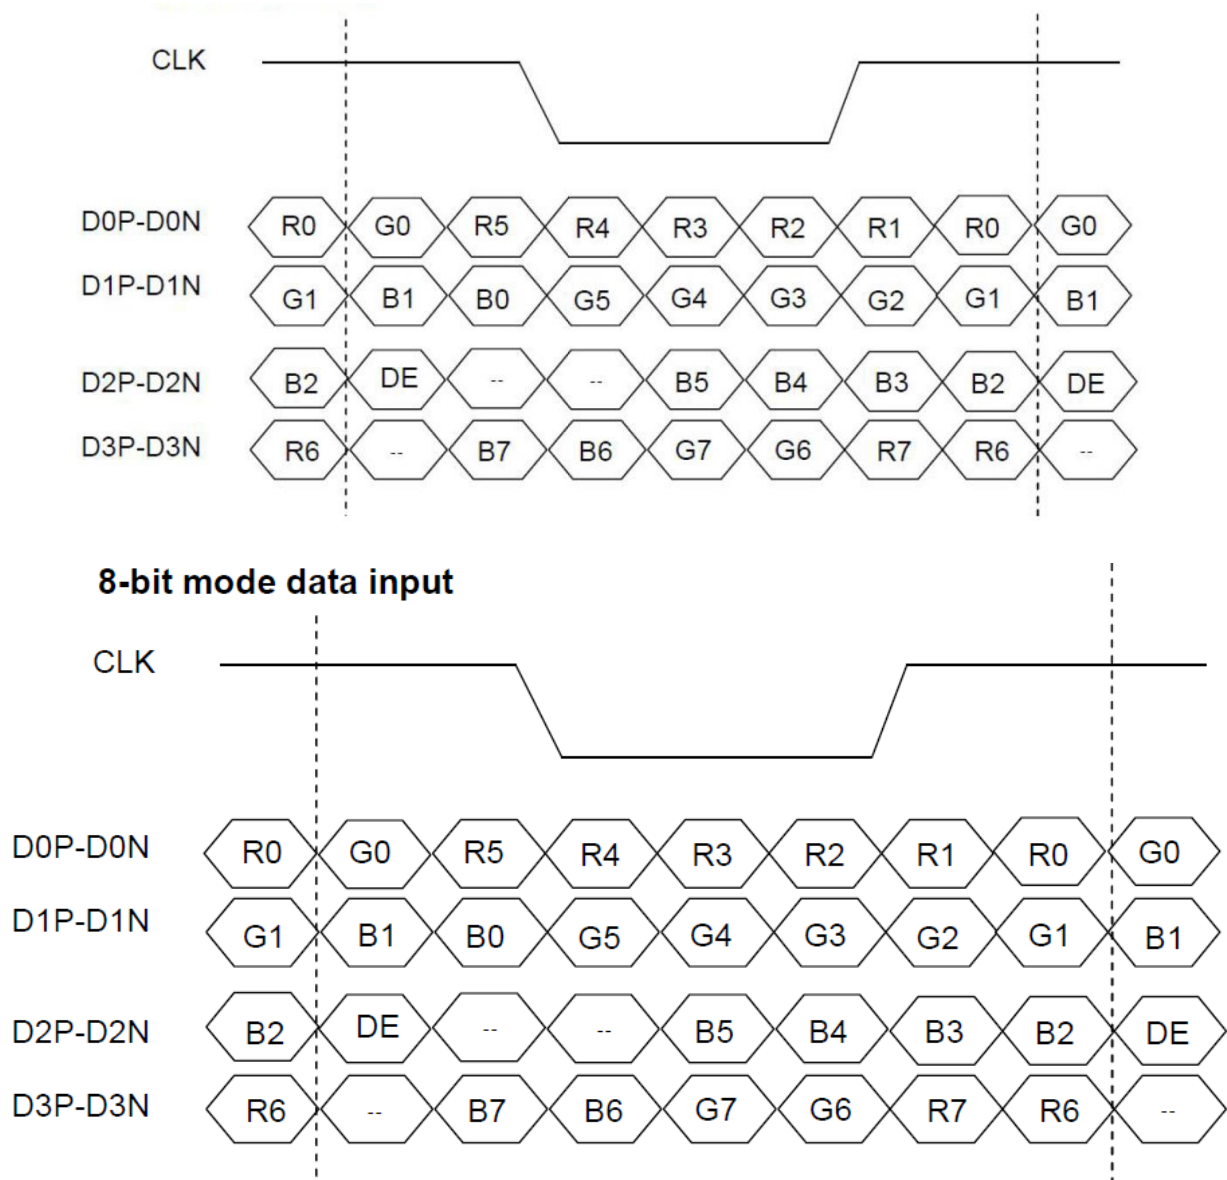 CLK
D0P-D0N R0 G0 R5 R4 R3 R2 R1 R0 G0
D1P-D1N G1 B1 B0 G5 G4 G3 G2 G1 B1
D2P-D2N B2 DE -- -- B5 B4 B3 B2 DE
D3P-D3N R6 -- B7 B6 G7 G6 R7 R6 --
8-bit mode data input
CLK
D0P-D0N R0 G0 R5 R4 R3 R2 R1 R0 G0
D1P-D1N G1 B1 B0 G5 G4 G3 G2 G1 B1
D2P-D2N B2 DE -- -- B5 B4 B3 B2 DE
D3P-D3N R6 -- B7 B6 G7 G6 R7 R6 --